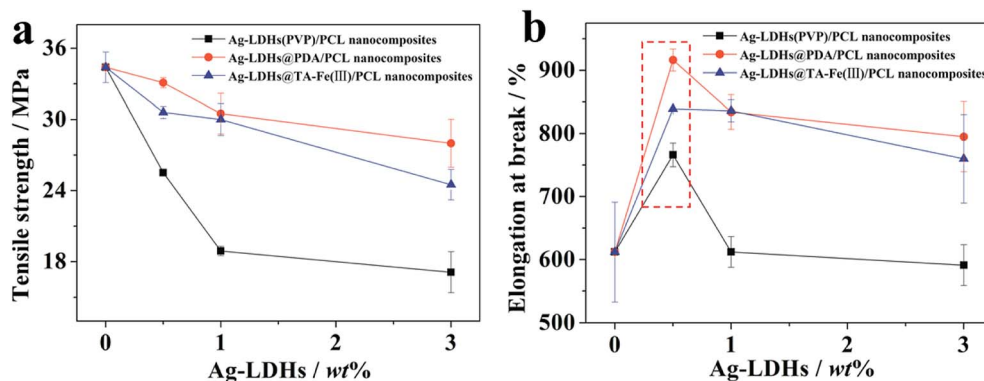 a
Tensile strength / MPa
36
30
24
18
Ag-LDHs(PVP)/PCL nanocomposites
Ag-LDHs@PDA/PCL nanocomposites
Ag-LDHs@TA-Fe(III)/PCL nanocomposites
0 1 2 3
Ag-LDHs / wt%
b
Elongation at break / %
900
800
700
600
500
Ag-LDHs(PVP)/PCL nanocomposites
Ag-LDHs@PDA/PCL nanocomposites
Ag-LDHs@TA-Fe(III)/PCL nanocomposites
0 1 2 3
Ag-LDHs / wt%